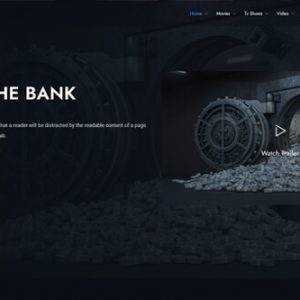 Home Movies Tv Shows Video
HE BANK
that a reader will be distracted by the readable content of a page
Watch Trailer